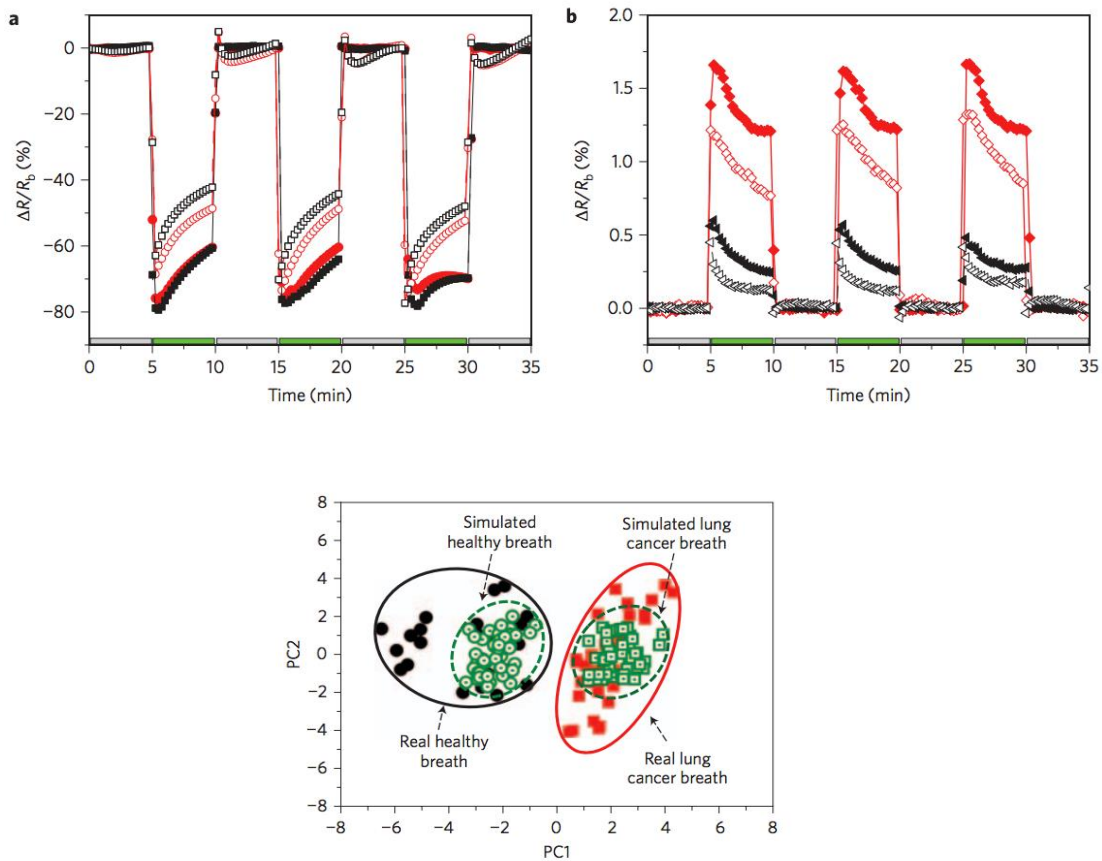 a
ΔR/Rb (%)
0
−20
−40
−60
−80
0 5 10 15 20 25 30 35
Time (min)
b
ΔR/Rb (%)
2.0
1.5
1.0
0.5
0.0
0 5 10 15 20 25 30 35
Time (min)
PC2
8
6
4
2
0
−2
−4
−6
−8
Simulated
healthy breath
Simulated lung
cancer breath
Real healthy
breath
Real lung
cancer breath
−8 −6 −4 −2 0 2 4 6 8
PC1